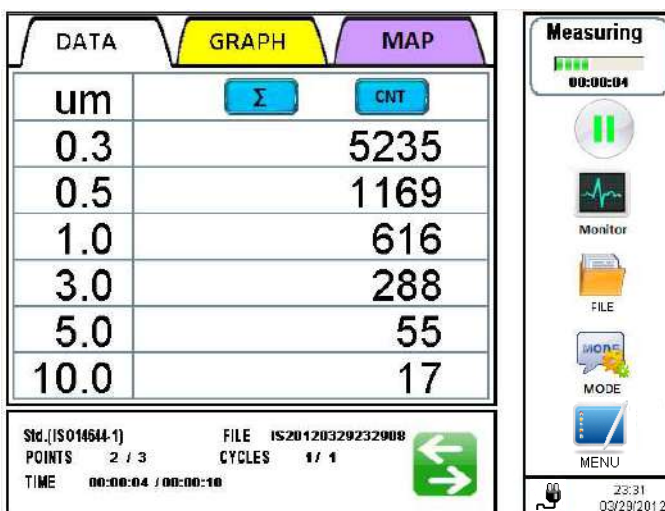 DATA GRAPH MAP
um Σ CNT
0.3 5235
0.5 1169
1.0 616
3.0 288
5.0 55
10.0 17
Std.(ISO14644-1) FILE IS20120329232908
POINTS 2 / 3 CYCLES 1/ 1
TIME 00:00:04 / 00:00:10
Measuring
00:00:04
Monitor
FILE
MODE
MODE
MENU
23:31
03/29/2012